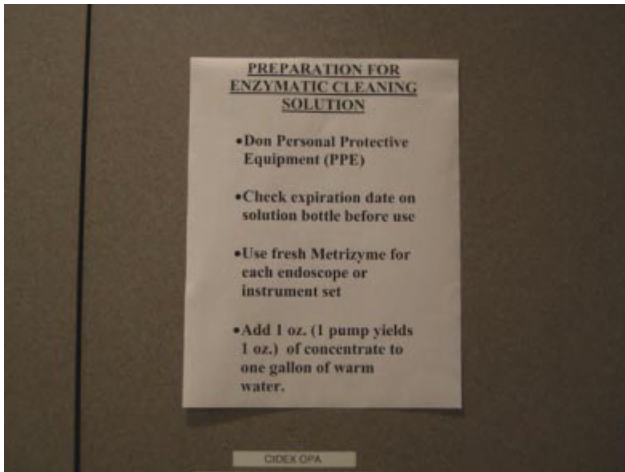 PREPARATION FOR
ENZYMATIC CLEANING
SOLUTION
•Don Personal Protective
Equipment (PPE)
•Check expiration date on
solution bottle before use
•Use fresh Metrizyme for
each endoscope or
instrument set
•Add 1 oz. (1 pump yields
1 oz.) of concentrate to
one gallon of warm
water.
CIDEX OPA